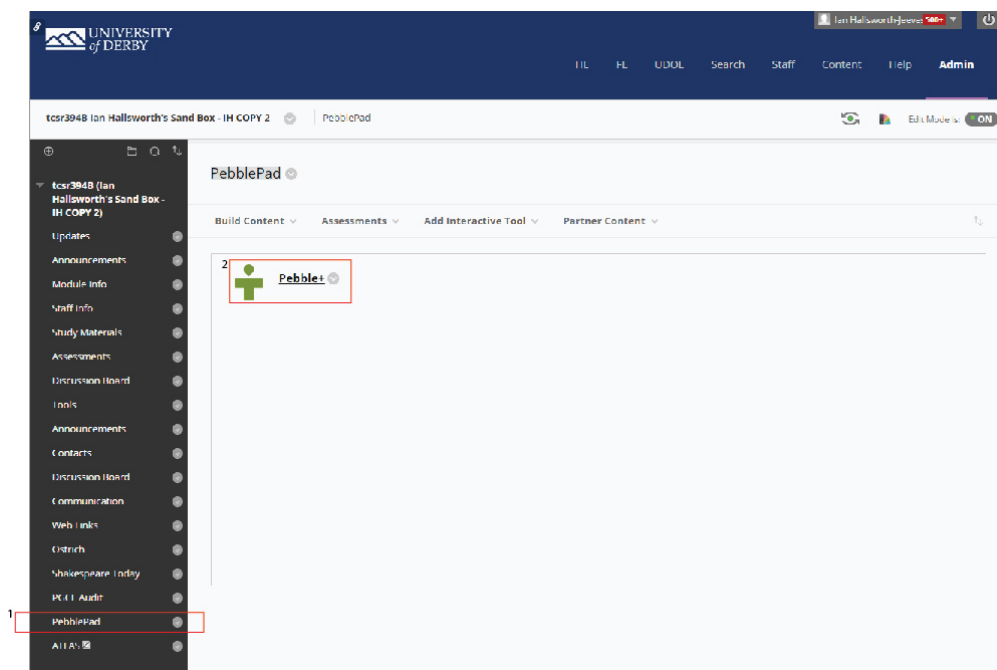 UNIVERSITY
of DERBY
Ian Hallsworth-Jeeves 500+
HE FE UDOL Search Staff Content Help Admin
tcsr394B Ian Hallsworth's Sand Box - IH COPY 2 PebblePad Edit Mode is: ON
PebblePad
tcsr394B (Ian
Hallsworth's Sand Box -
IH COPY 2)
Updates
Announcements
Module Info
Staff Info
Study Materials
Assessments
Discussion Board
Tools
Announcements
Contacts
Discussion Board
Communication
Web Links
Ostrich
Shakespeare Today
PGCE Audit
1
PebblePad
ATLAS
Build Content Assessments Add Interactive Tool Partner Content
2
Pebble+